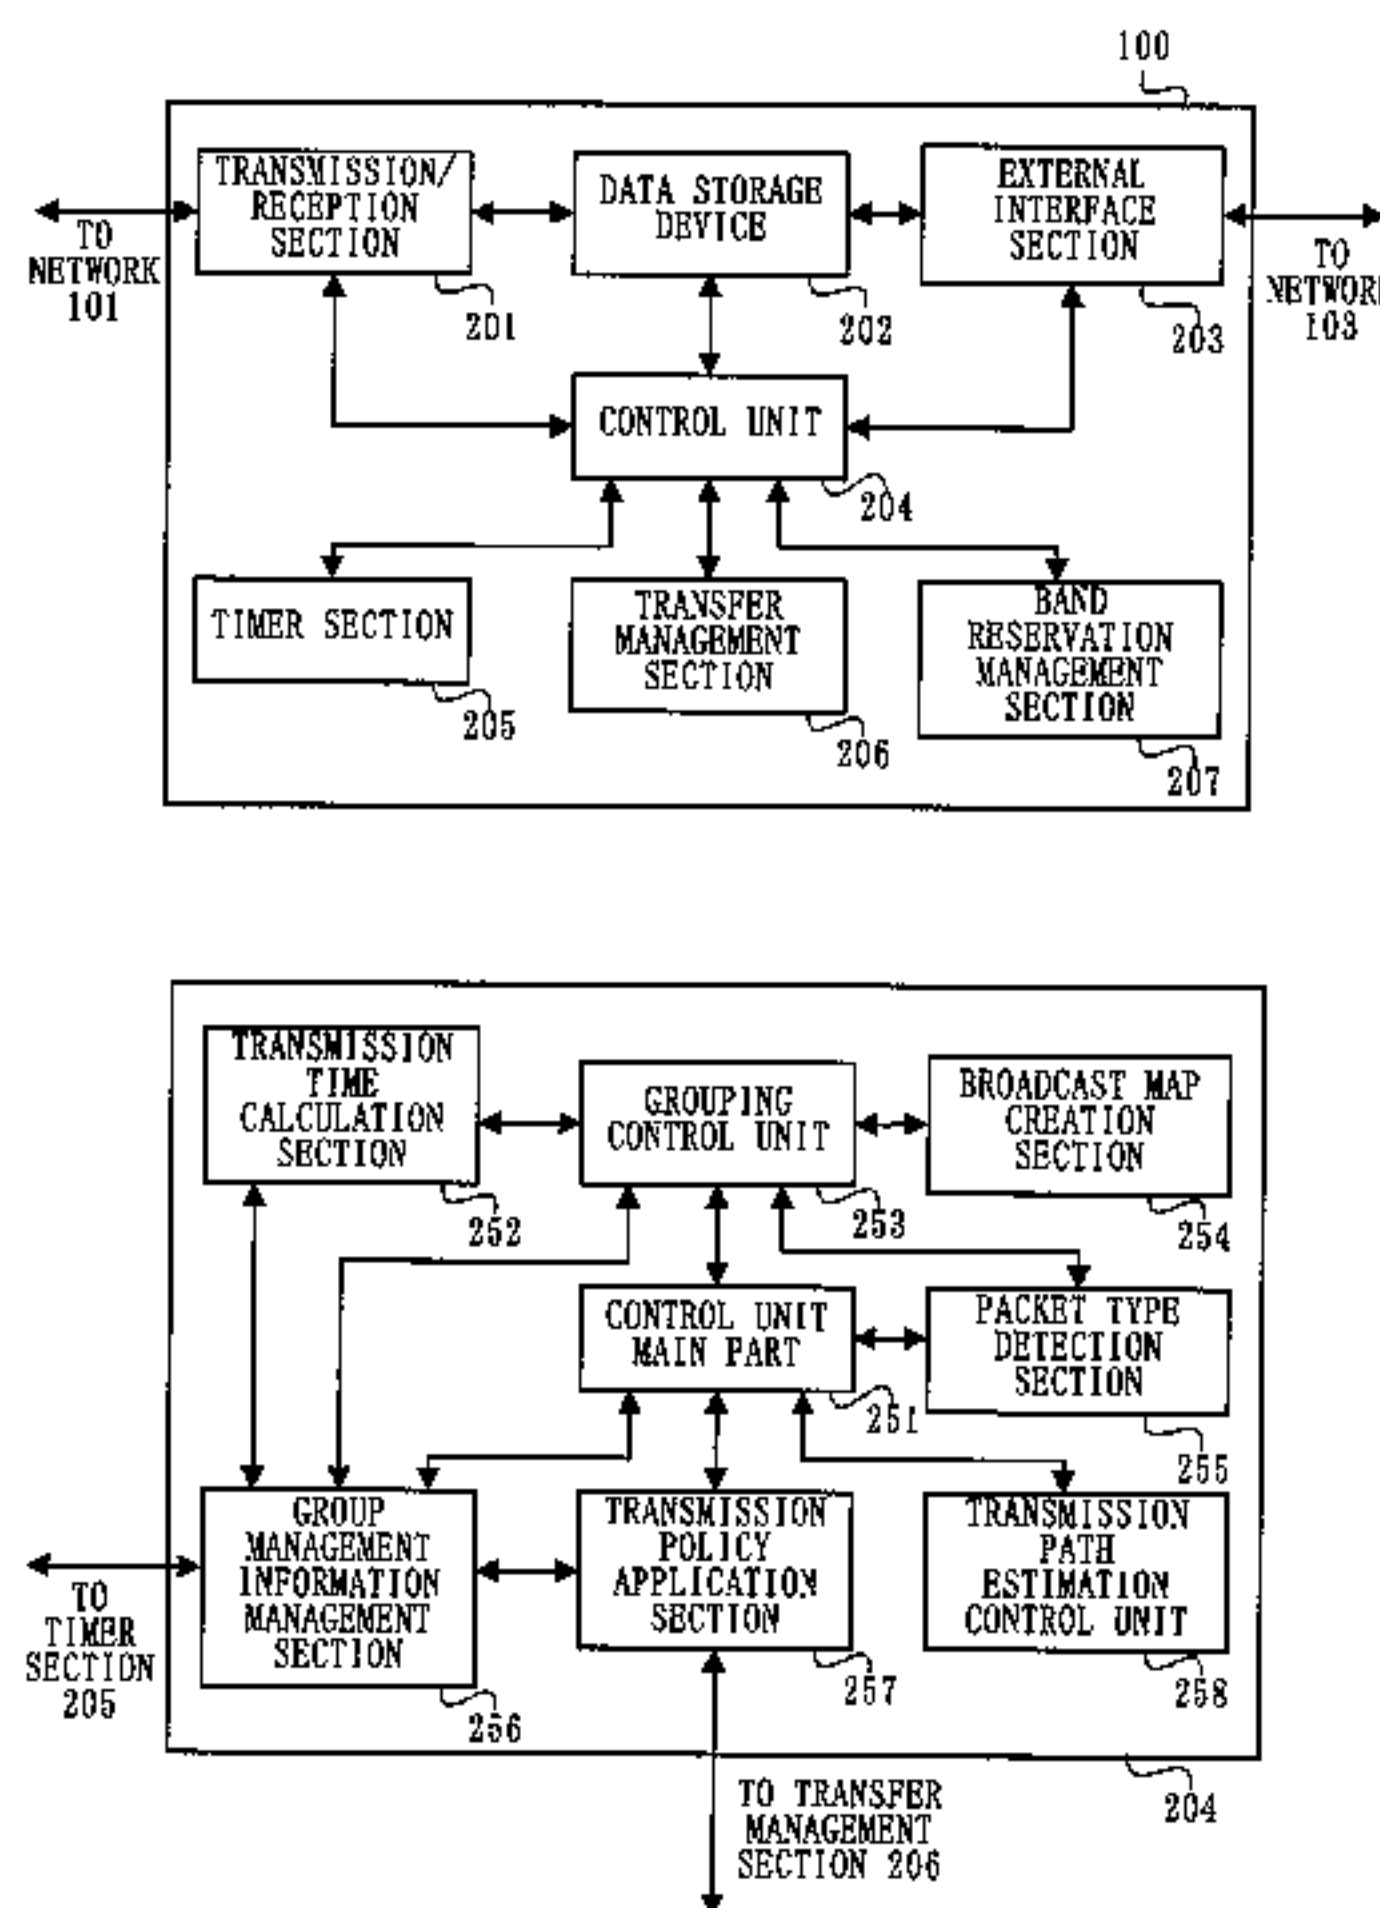 100
TRANSMISSION/
RECEPTION
SECTION
201
DATA STORAGE
DEVICE
202
EXTERNAL
INTERFACE
SECTION
203
TO
NETWORK
101
TO
NETWORK
103
CONTROL UNIT
204
TIMER SECTION
205
TRANSFER
MANAGEMENT
SECTION
206
BAND
RESERVATION
MANAGEMENT
SECTION
207
TRANSMISSION
TIME
CALCULATION
SECTION
252
GROUPING
CONTROL UNIT
253
BROADCAST MAP
CREATION
SECTION
254
CONTROL UNIT
MAIN PART
251
PACKET TYPE
DETECTION
SECTION
255
GROUP
MANAGEMENT
INFORMATION
MANAGEMENT
SECTION
256
TRANSMISSION
POLICY
APPLICATION
SECTION
257
TRANSMISSION
PATH
ESTIMATION
CONTROL UNIT
258
TO
TIMER
SECTION
205
204
TO TRANSFER
MANAGEMENT
SECTION 206